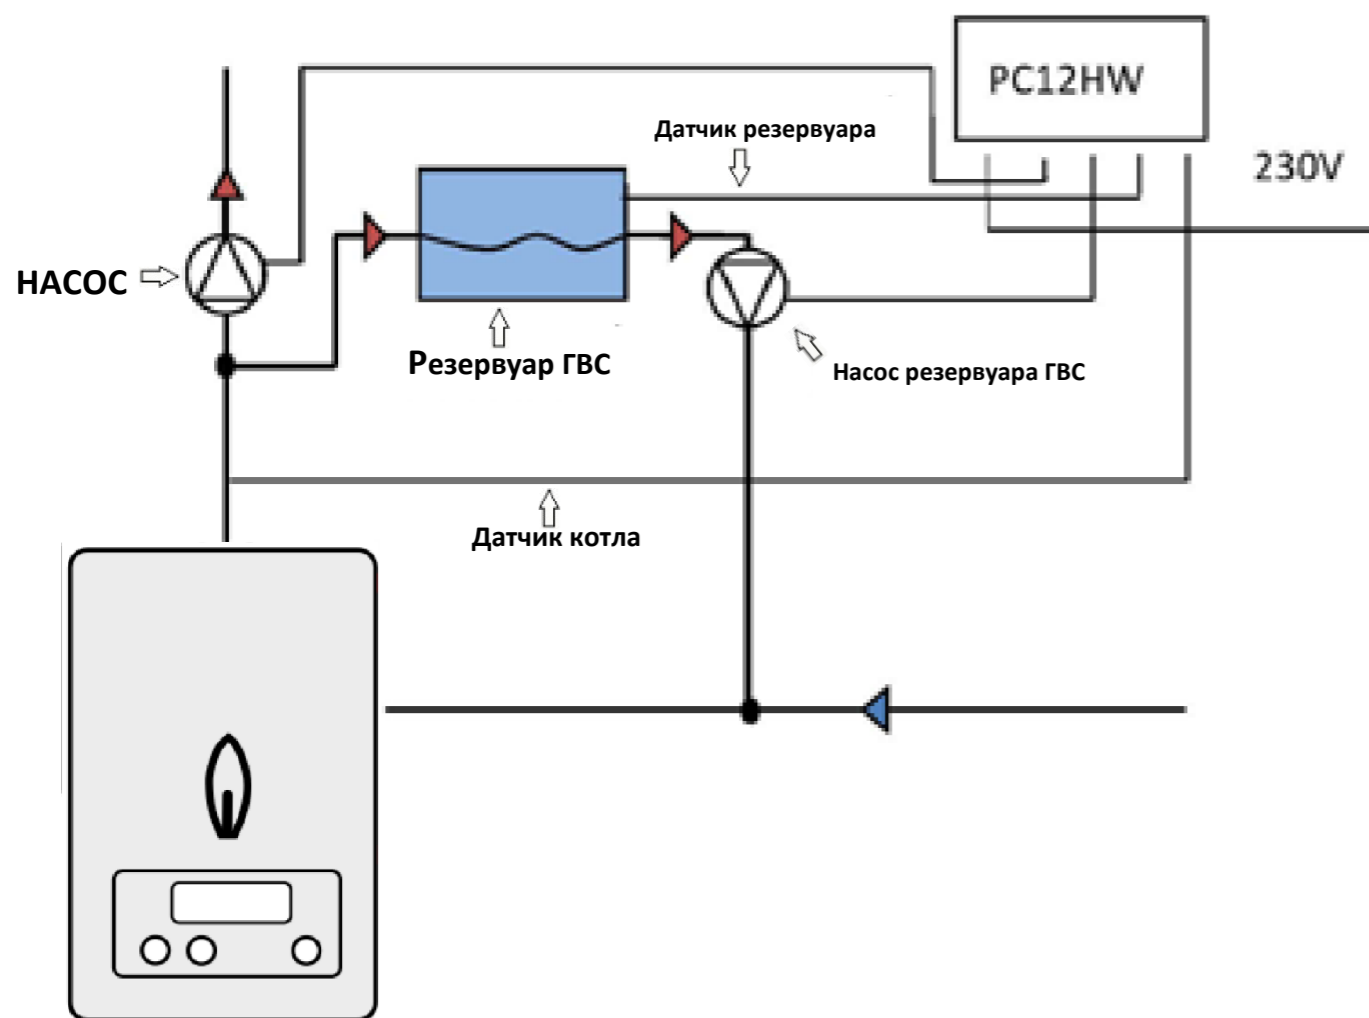 PC12HW
Датчик резервуара
230V
НАСОС
Резервуар ГВС
Насос резервуара ГВС
Датчик котла